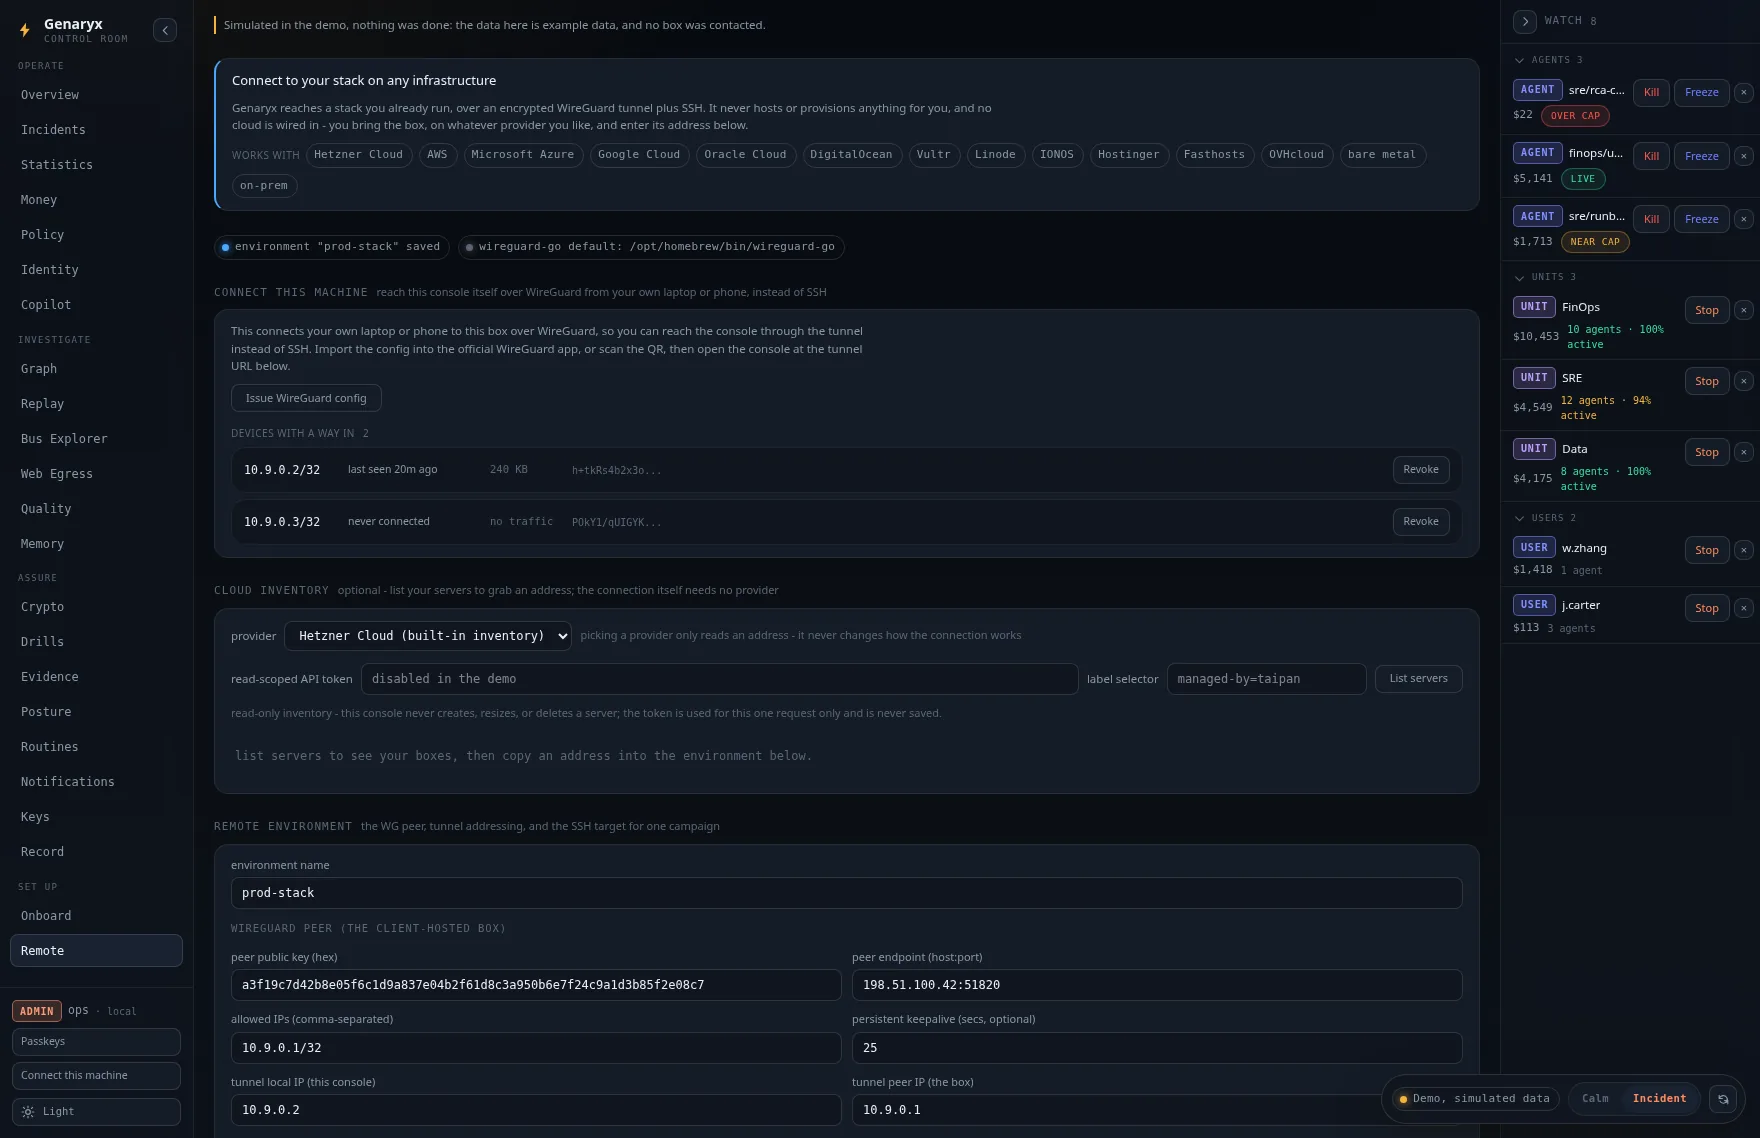 Genaryx
CONTROL ROOM
OPERATE
Overview
Incidents
Statistics
Money
Policy
Identity
Copilot
INVESTIGATE
Graph
Replay
Bus Explorer
Web Egress
Quality
Memory
ASSURE
Crypto
Drills
Evidence
Posture
Routines
Notifications
Keys
Record
SET UP
Onboard
Remote
ADMIN ops · local
Passkeys
Connect this machine
Light
Simulated in the demo, nothing was done: the data here is example data, and no box was contacted.
Connect to your stack on any infrastructure
Genaryx reaches a stack you already run, over an encrypted WireGuard tunnel plus SSH. It never hosts or provisions anything for you, and no
cloud is wired in - you bring the box, on whatever provider you like, and enter its address below.
WORKS WITH Hetzner Cloud AWS Microsoft Azure Google Cloud Oracle Cloud DigitalOcean Vultr Linode IONOS Hostinger Fasthosts OVHcloud bare metal
on-prem
environment "prod-stack" saved wireguard-go default: /opt/homebrew/bin/wireguard-go
CONNECT THIS MACHINE reach this console itself over WireGuard from your own laptop or phone, instead of SSH
This connects your own laptop or phone to this box over WireGuard, so you can reach the console through the tunnel
instead of SSH. Import the config into the official WireGuard app, or scan the QR, then open the console at the tunnel
URL below.
Issue WireGuard config
DEVICES WITH A WAY IN 2
10.9.0.2/32 last seen 20m ago 240 KB h+tkRs4b2x3o... Revoke
10.9.0.3/32 never connected no traffic POkY1/qUIGYK... Revoke
CLOUD INVENTORY optional - list your servers to grab an address; the connection itself needs no provider
provider Hetzner Cloud (built-in inventory) picking a provider only reads an address - it never changes how the connection works
read-scoped API token disabled in the demo label selector managed-by=taipan List servers
read-only inventory - this console never creates, resizes, or deletes a server; the token is used for this one request only and is never saved.
list servers to see your boxes, then copy an address into the environment below.
REMOTE ENVIRONMENT the WG peer, tunnel addressing, and the SSH target for one campaign
environment name
prod-stack
WIREGUARD PEER (THE CLIENT-HOSTED BOX)
peer public key (hex) peer endpoint (host:port)
a3f19c7d42b8e05f6c1d9a837e04b2f61d8c3a950b6e7f24c9a1d3b85f2e08c7 198.51.100.42:51820
allowed IPs (comma-separated) persistent keepalive (secs, optional)
10.9.0.1/32 25
tunnel local IP (this console) tunnel peer IP (the box)
10.9.0.2 10.9.0.1
WATCH 8
AGENTS 3
AGENT sre/rca-c... Kill Freeze ×
$22 OVER CAP
AGENT finops/u... Kill Freeze ×
$5,141 LIVE
AGENT sre/runb... Kill Freeze ×
$1,713 NEAR CAP
UNITS 3
UNIT FinOps Stop ×
$10,453 10 agents · 100%
active
UNIT SRE Stop ×
$4,549 12 agents · 94%
active
UNIT Data Stop ×
$4,175 8 agents · 100%
active
USERS 2
USER w.zhang Stop ×
$1,418 1 agent
USER j.carter Stop ×
$113 3 agents
Demo, simulated data Calm Incident